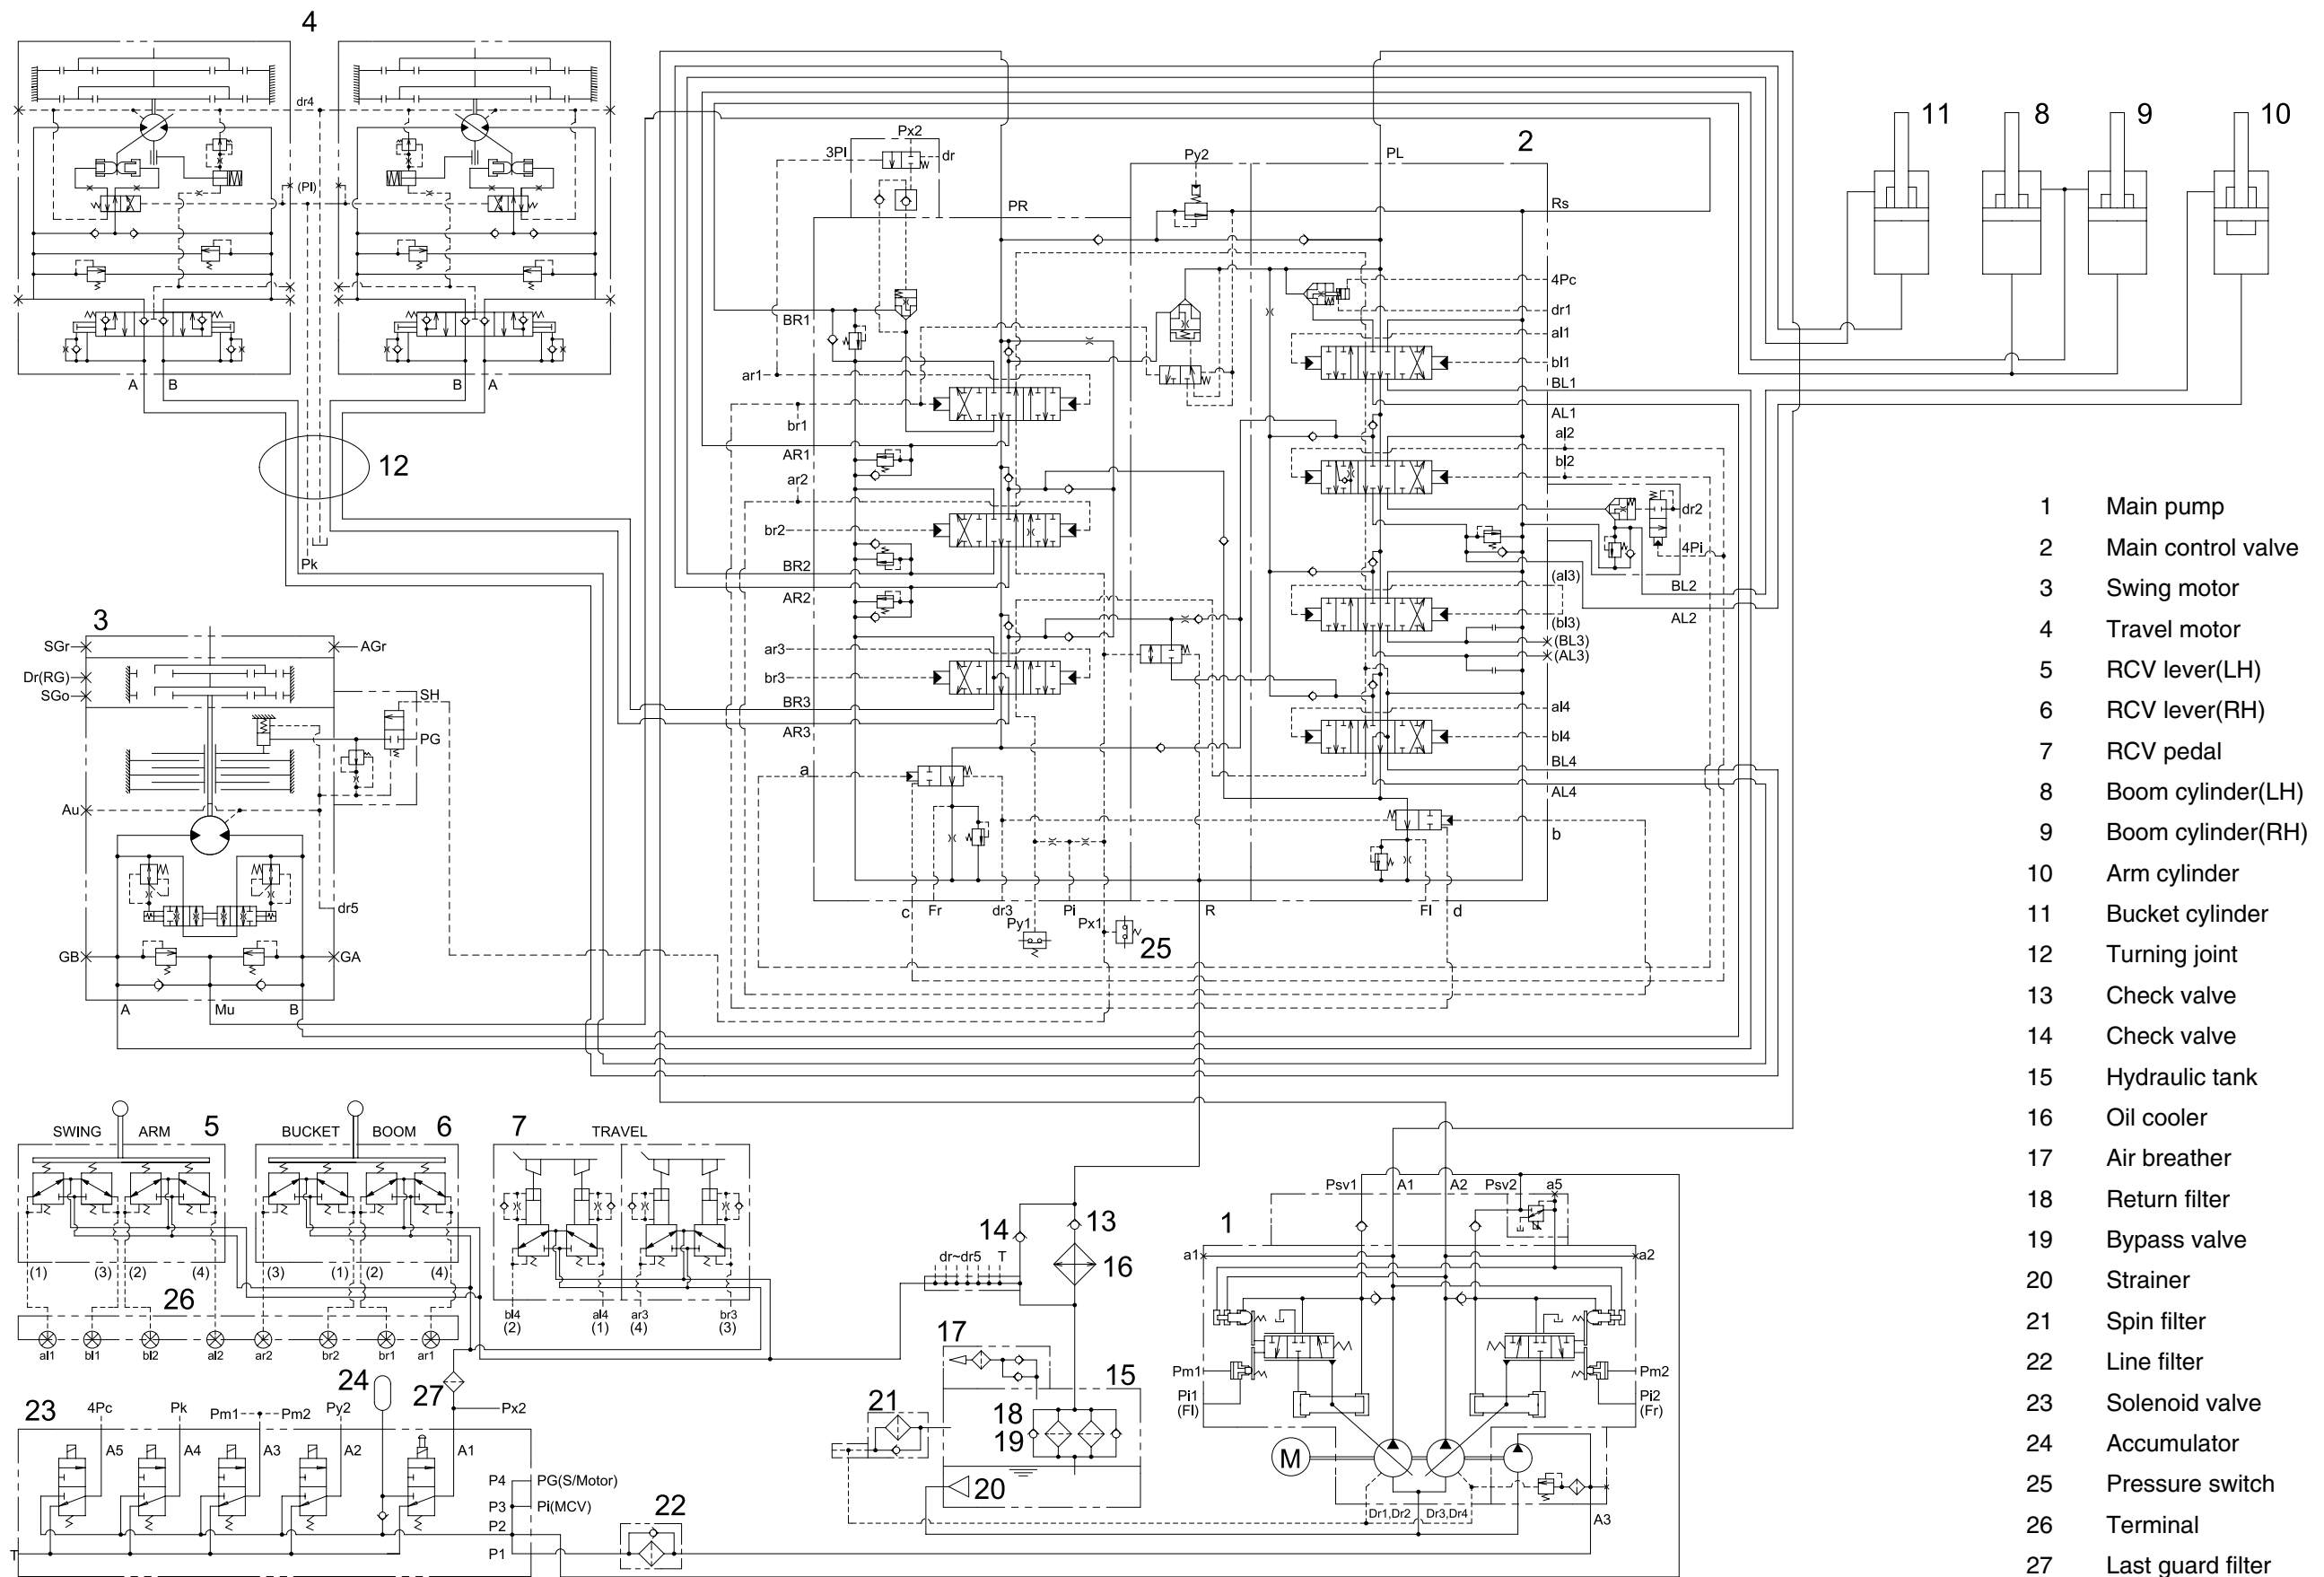 4
dr4
(PI)
A
B
B
A
12
Pk
3
SGr
AGr
Dr(RG)
SGo
SH
PG
Au
dr5
GB
GA
A
Mu
B
2
Px2
3PI
dr
PR
Py2
PL
Rs
4Pc
dr1
al1
bl1
BL1
AL1
al2
bl2
dr2
4Pi
BL2
AL2
(al3)
(bl3)
(BL3)
(AL3)
al4
bl4
BL4
AL4
b
BR1
ar1
br1
AR1
ar2
br2
BR2
AR2
ar3
br3
BR3
AR3
a
c
Fr
dr3
Pi
R
Fl
d
Py1
Px1
25
11
8
9
10
SWING
ARM
5
BUCKET
BOOM
6
7
TRAVEL
(1)
(3)
(2)
(4)
(3)
(1)
(2)
(4)
26
al1
bl1
bl2
al2
ar2
br2
br1
ar1
bl4
(2)
al4
(1)
ar3
(4)
br3
(3)
14
13
dr~dr5
T
16
17
15
21
18
19
20
24
27
23
4Pc
Pk
Pm1
Pm2
Py2
Px2
A5
A4
A3
A2
A1
P4
PG(S/Motor)
P3
Pi(MCV)
P2
P1
T
22
1
Psv1
A1
A2
Psv2
a5
a1
a2
Pm1
Pm2
Pi1
(Fl)
Pi2
(Fr)
M
Dr1,Dr2
Dr3,Dr4
A3
1 Main pump
2 Main control valve
3 Swing motor
4 Travel motor
5 RCV lever(LH)
6 RCV lever(RH)
7 RCV pedal
8 Boom cylinder(LH)
9 Boom cylinder(RH)
10 Arm cylinder
11 Bucket cylinder
12 Turning joint
13 Check valve
14 Check valve
15 Hydraulic tank
16 Oil cooler
17 Air breather
18 Return filter
19 Bypass valve
20 Strainer
21 Spin filter
22 Line filter
23 Solenoid valve
24 Accumulator
25 Pressure switch
26 Terminal
27 Last guard filter